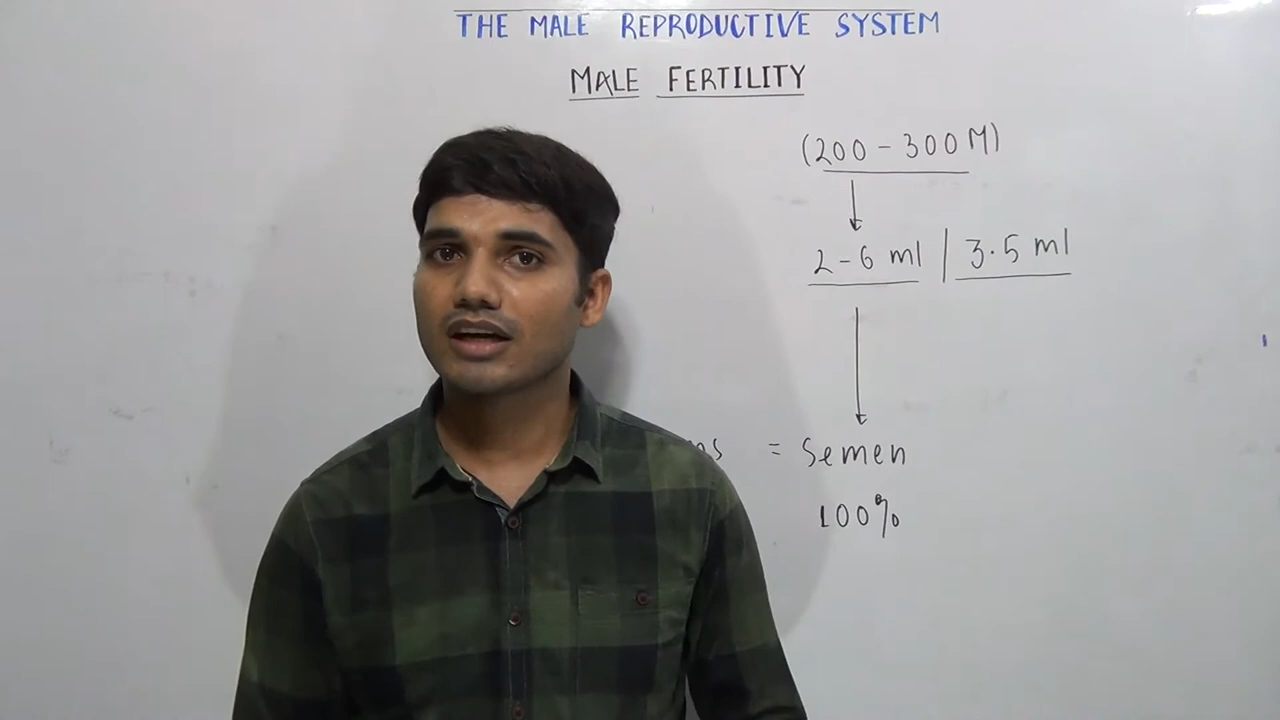 THE MALE REPRODUCTIVE SYSTEM
MALE FERTILITY
(200 - 300 M)
2-6 ml | 3.5 ml
= Semen
100%